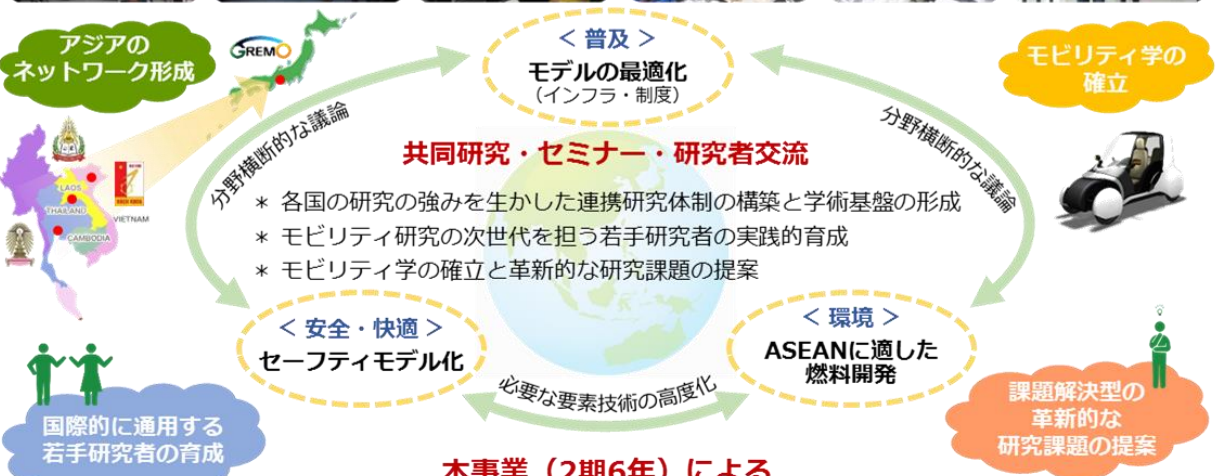 アジアの
ネットワーク形成
GREMO
＜ 普及 ＞
モデルの最適化
（インフラ・制度）
モビリティ学の
確立
分野横断的な議論
分野横断的な議論
共同研究・セミナー・研究者交流
＊ 各国の研究の強みを生かした連携研究体制の構築と学術基盤の形成
＊ モビリティ研究の次世代を担う若手研究者の実践的育成
＊ モビリティ学の確立と革新的な研究課題の提案
LAOS
THAILAND
VIETNAM
CAMBODIA
＜ 安全・快適 ＞
セーフティモデル化
＜ 環境 ＞
ASEANに適した
燃料開発
必要な要素技術の高度化
国際的に通用する
若手研究者の育成
課題解決型の
革新的な
研究課題の提案
本事業（2期6年）による